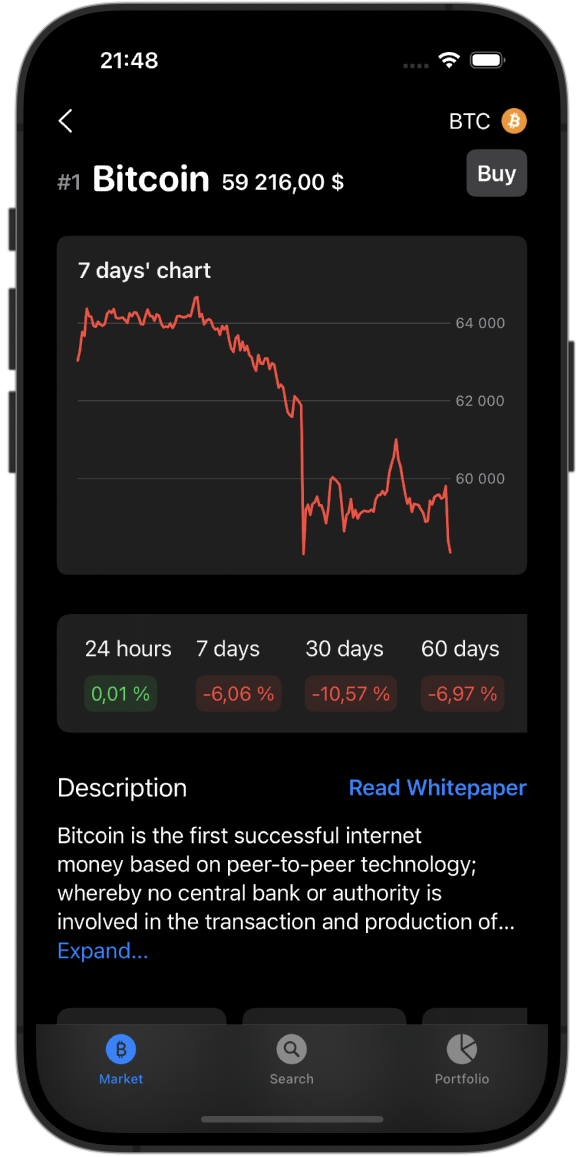 21:48
BTC
#1 Bitcoin 59 216,00 $
Buy
7 days' chart
64 000
62 000
60 000
24 hours 7 days 30 days 60 days
0,01 % -6,06 % -10,57 % -6,97 %
Description Read Whitepaper
Bitcoin is the first successful internet
money based on peer-to-peer technology;
whereby no central bank or authority is
involved in the transaction and production of...
Expand...
Market Search Portfolio